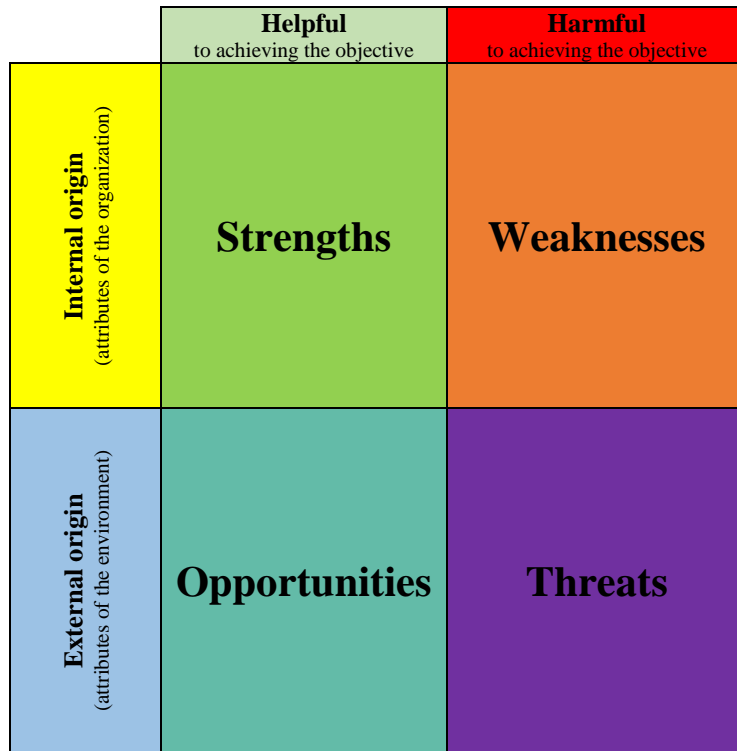 Helpful
to achieving the objective
Harmful
to achieving the objective
Internal origin
(attributes of the organization)
Strengths
Weaknesses
External origin
(attributes of the environment)
Opportunities
Threats